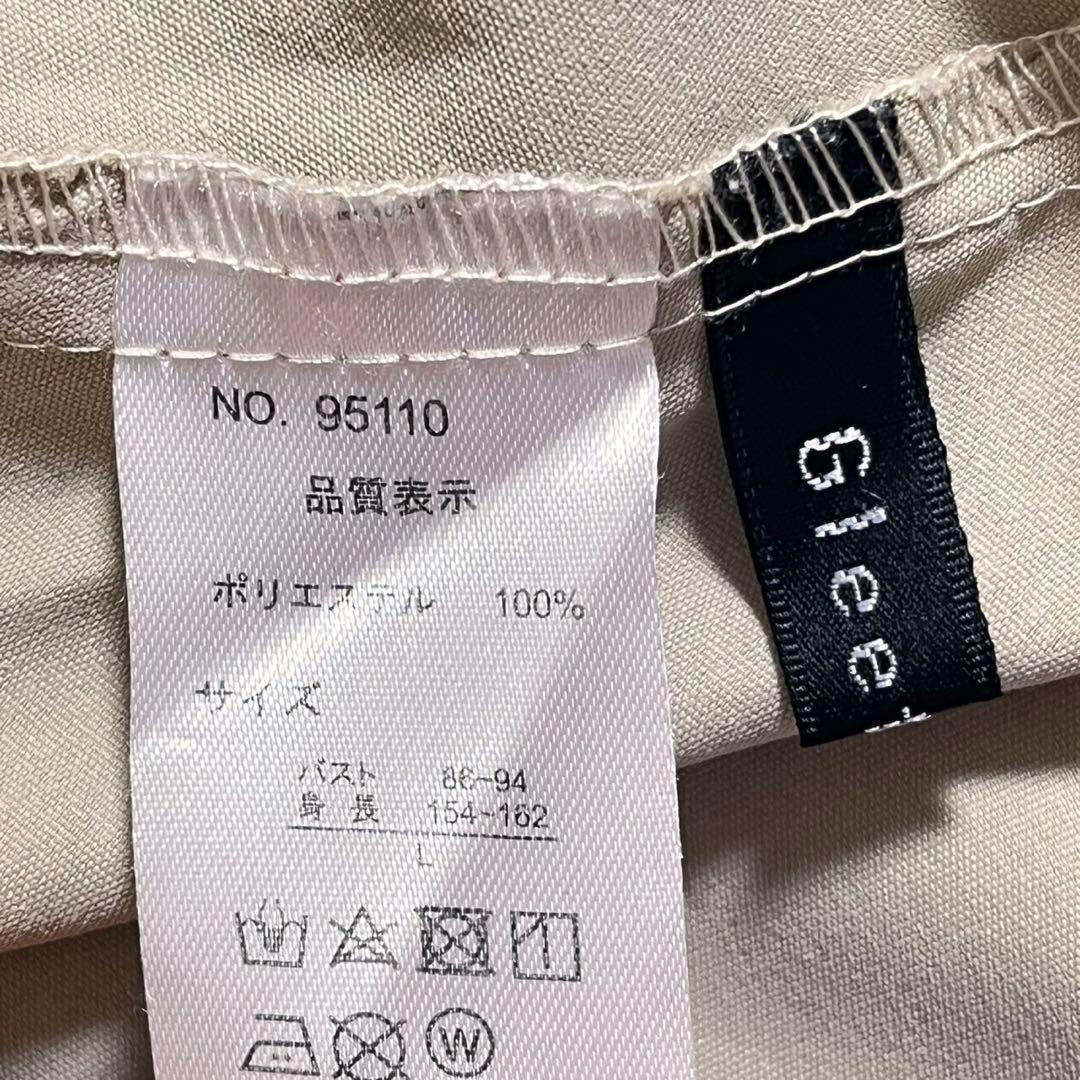 NO. 95110
品質表示
ポリエステル 100%
サイズ
バスト 86~94
身長 154~162
L
W
Gleet